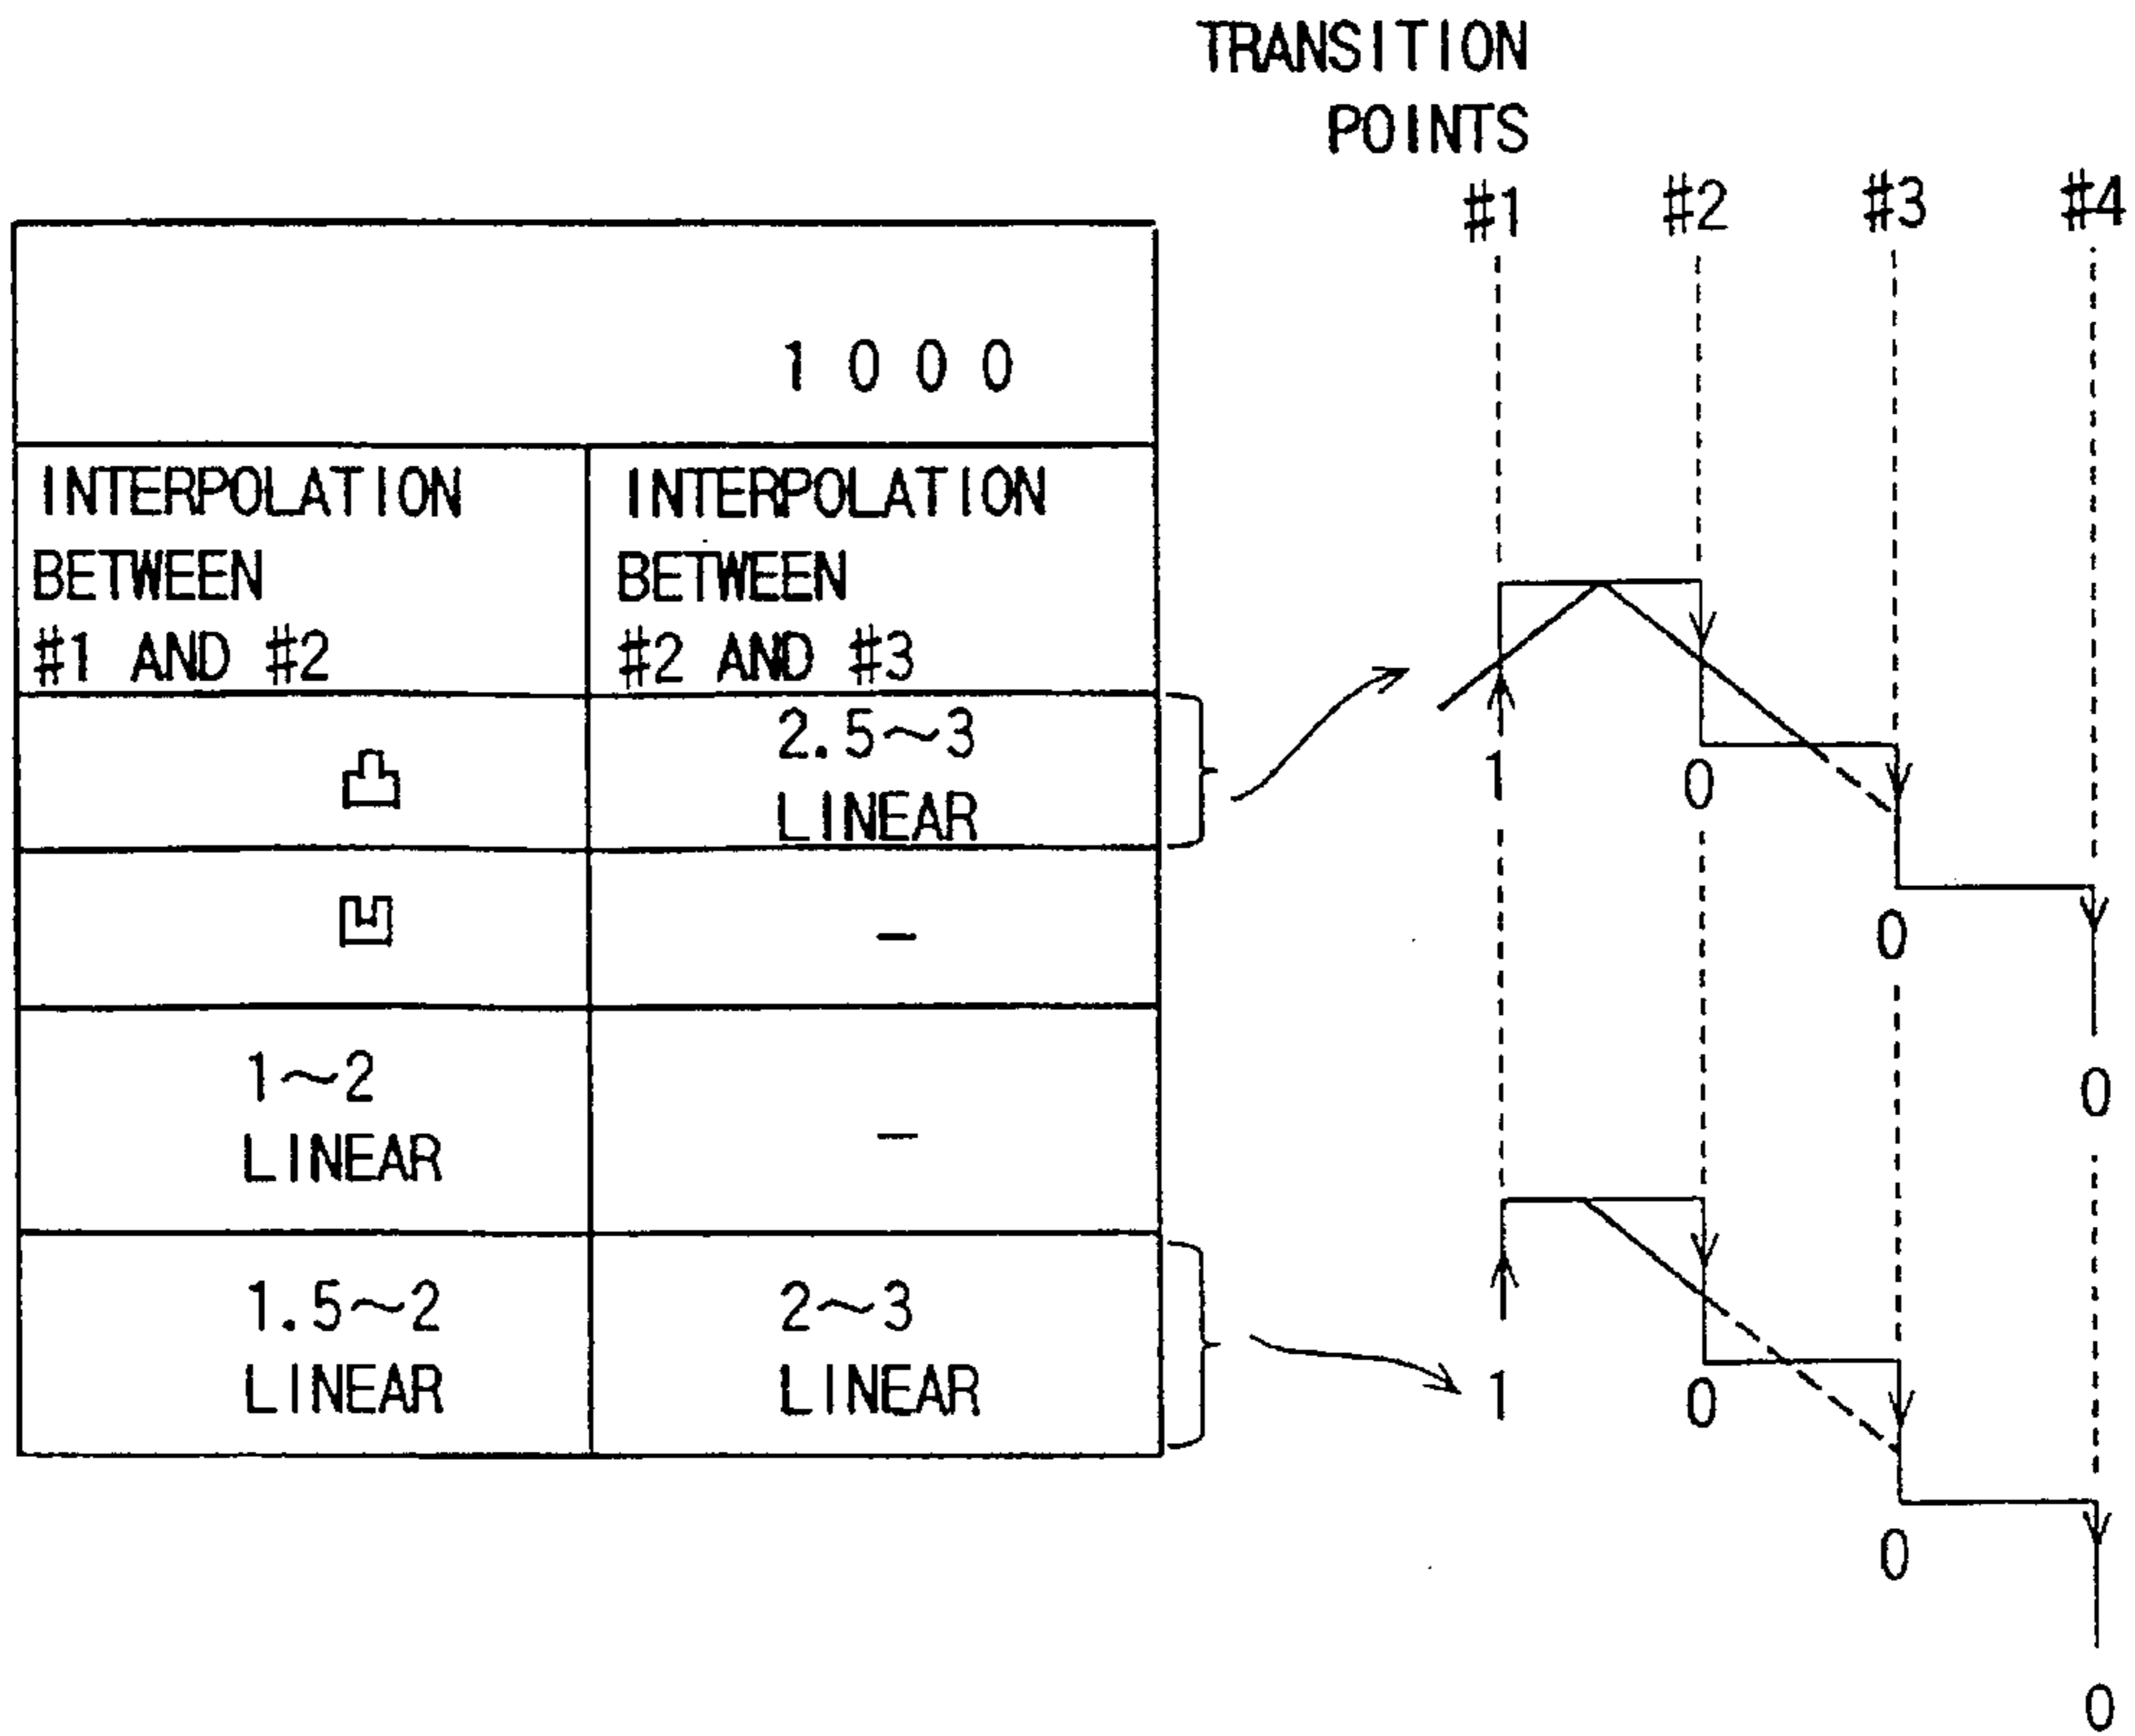 TRANSITION
POINTS
#1 #2 #3 #4
1 0 0 0
INTERPOLATION
BETWEEN
#1 AND #2
INTERPOLATION
BETWEEN
#2 AND #3
2.5~3
LINEAR
–
1~2
LINEAR
–
1.5~2
LINEAR
2~3
LINEAR
1
0
0
0
1
0
0
0